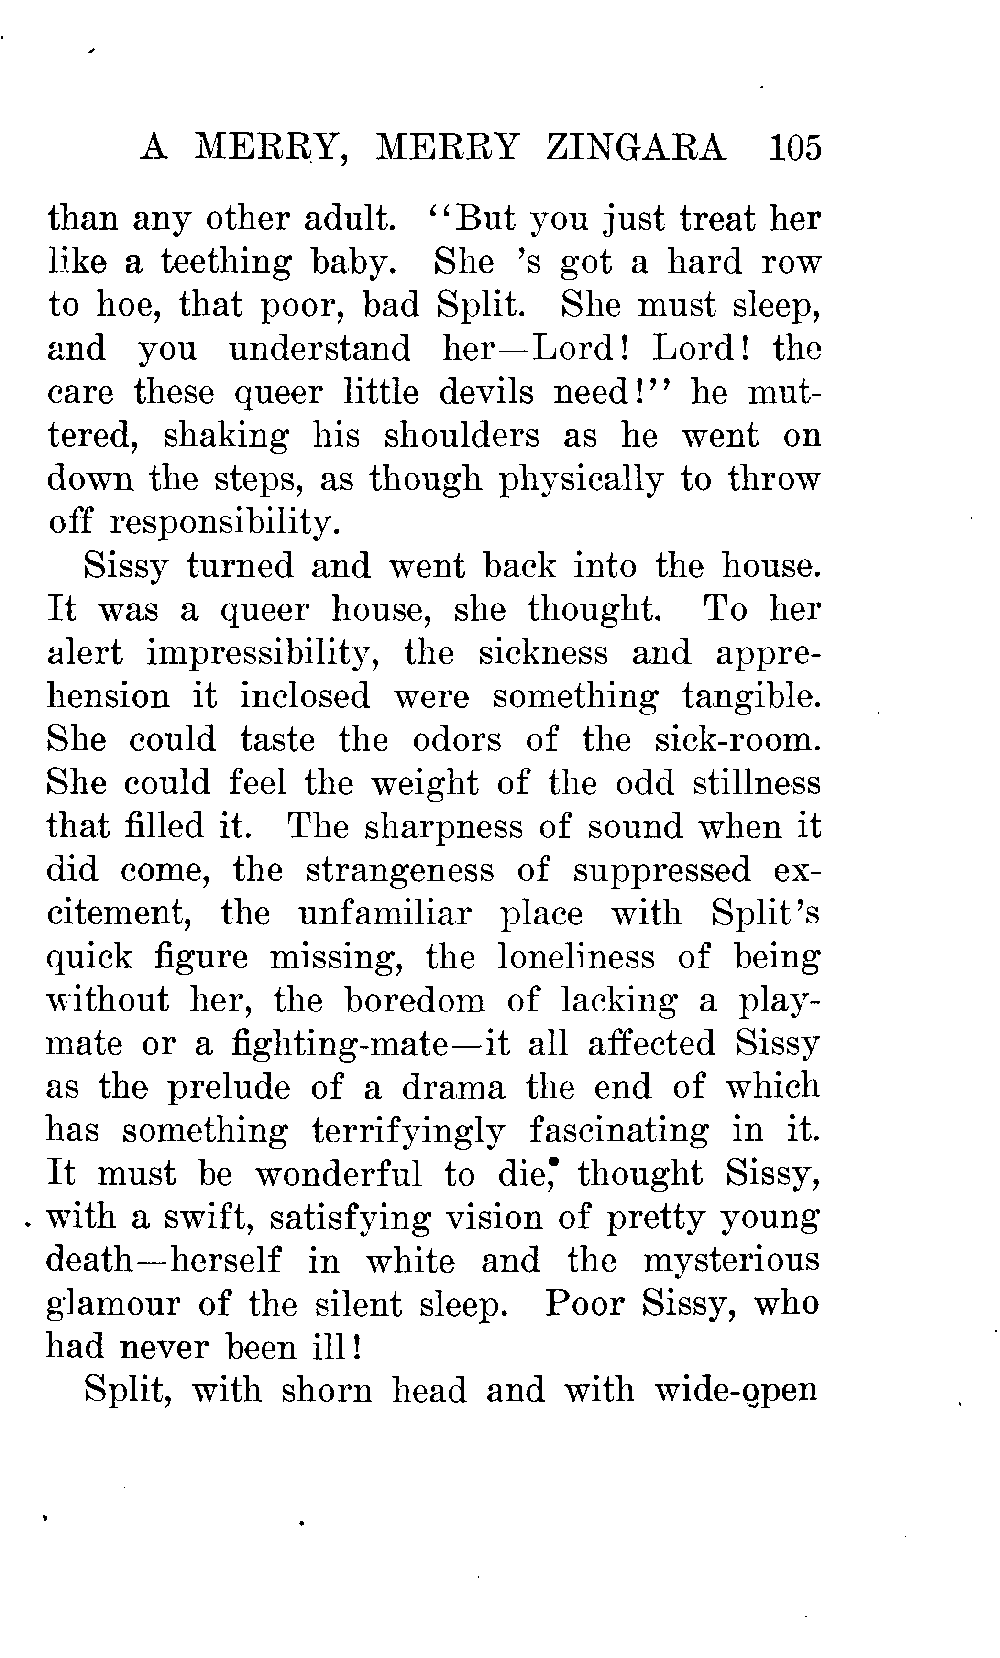 A MERRY, MERRY ZINGARA 105
than any other adult. "But you just treat her
like a teething baby. She 's got a hard row
to hoe, that poor, bad Split. She must sleep,
and you understand her—Lord! Lord! the
care these queer little devils need!" he mut-
tered, shaking his shoulders as he went on
down the steps, as though physically to throw
off responsibility.
Sissy turned and went back into the house.
It was a queer house, she thought. To her
alert impressibility, the sickness and appre-
hension it inclosed were something tangible.
She could taste the odors of the sick-room.
She could feel the weight of the odd stillness
that filled it. The sharpness of sound when it
did come, the strangeness of suppressed ex-
citement, the unfamiliar place with Split's
quick figure missing, the loneliness of being
without her, the boredom of lacking a play-
mate or a fighting-mate—it all affected Sissy
as the prelude of a drama the end of which
has something terrifyingly fascinating in it.
It must be wonderful to die, thought Sissy,
with a swift, satisfying vision of pretty young
death—herself in white and the mysterious
glamour of the silent sleep. Poor Sissy, who
had never been ill!
Split, with shorn head and with wide-open